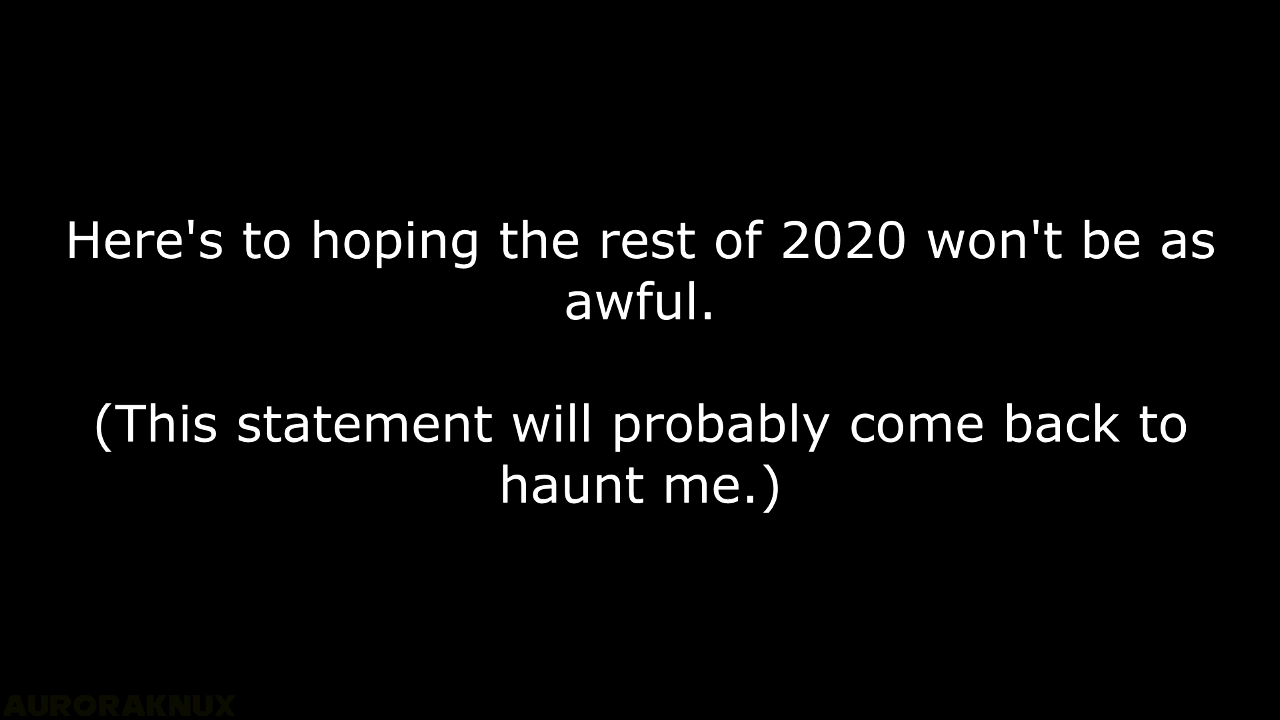 Here's to hoping the rest of 2020 won't be as
awful.
(This statement will probably come back to
haunt me.)
AURORAKNUX